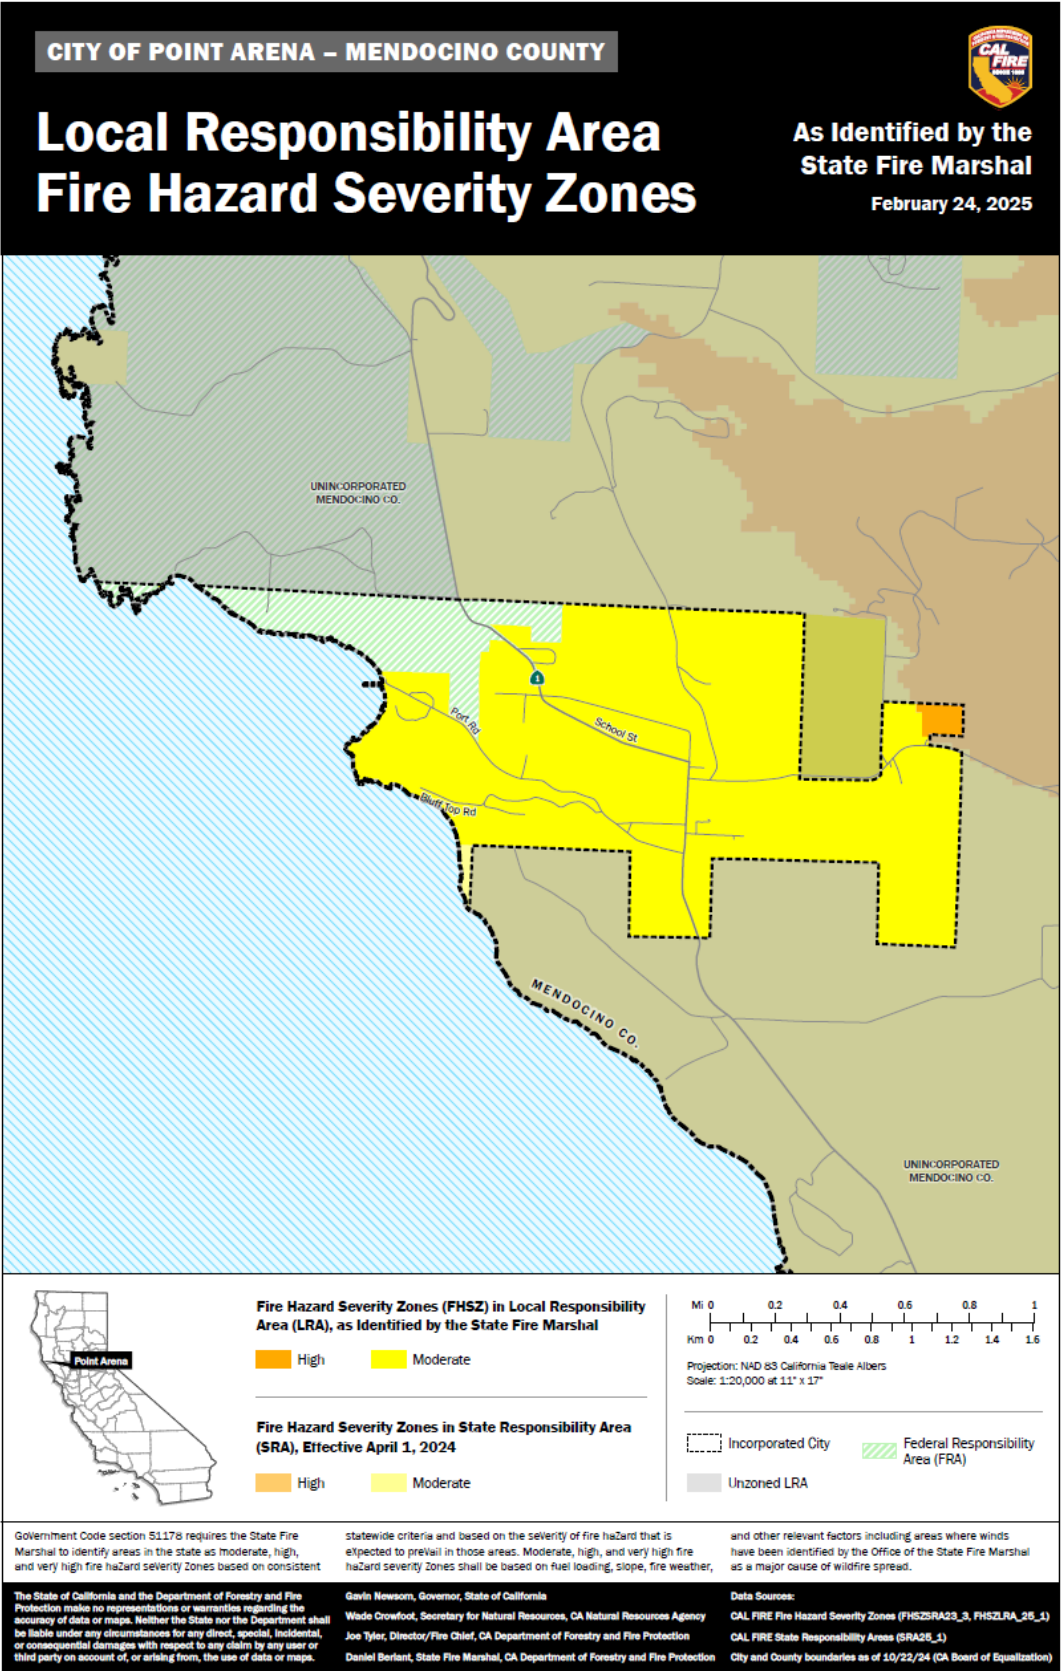 CITY OF POINT ARENA – MENDOCINO COUNTY
Local Responsibility Area
Fire Hazard Severity Zones
CAL
FIRE
SINCE 1885
As Identified by the
State Fire Marshal
February 24, 2025
UNINCORPORATED
MENDOCINO CO.
1
Port Rd
School St
Bluff Top Rd
MENDOCINO CO.
UNINCORPORATED
MENDOCINO CO.
Point Arena
Fire Hazard Severity Zones (FHSZ) in Local Responsibility
Area (LRA), as Identified by the State Fire Marshal
High Moderate
Fire Hazard Severity Zones in State Responsibility Area
(SRA), Effective April 1, 2024
High Moderate
Mi 0 0.2 0.4 0.6 0.8 1
Km 0 0.2 0.4 0.6 0.8 1 1.2 1.4 1.6
Projection: NAD 83 California Teale Albers
Scale: 1:20,000 at 11" x 17"
Incorporated City
Unzoned LRA
Federal Responsibility
Area (FRA)
Government Code section 51178 requires the State Fire
Marshal to identify areas in the state as moderate, high,
and very high fire hazard severity Zones based on consistent
statewide criteria and based on the severity of fire hazard that is
expected to prevail in those areas. Moderate, high, and very high fire
hazard severity Zones shall be based on fuel loading, slope, fire weather,
and other relevant factors including areas where winds
have been identified by the Office of the State Fire Marshal
as a major cause of wildfire spread.
The State of California and the Department of Forestry and Fire
Protection make no representations or warranties regarding the
accuracy of data or maps. Neither the State nor the Department shall
be liable under any circumstances for any direct, special, incidental,
or consequential damages with respect to any claim by any user or
third party on account of, or arising from, the use of data or maps.
Gavin Newsom, Governor, State of California
Wade Crowfoot, Secretary for Natural Resources, CA Natural Resources Agency
Joe Tyler, Director/Fire Chief, CA Department of Forestry and Fire Protection
Daniel Berlant, State Fire Marshal, CA Department of Forestry and Fire Protection
Data Sources:
CAL FIRE Fire Hazard Severity Zones (FHSZSRA23_3, FHSZLRA_25_1)
CAL FIRE State Responsibility Areas (SRA25_1)
City and County boundaries as of 10/22/24 (CA Board of Equalization)